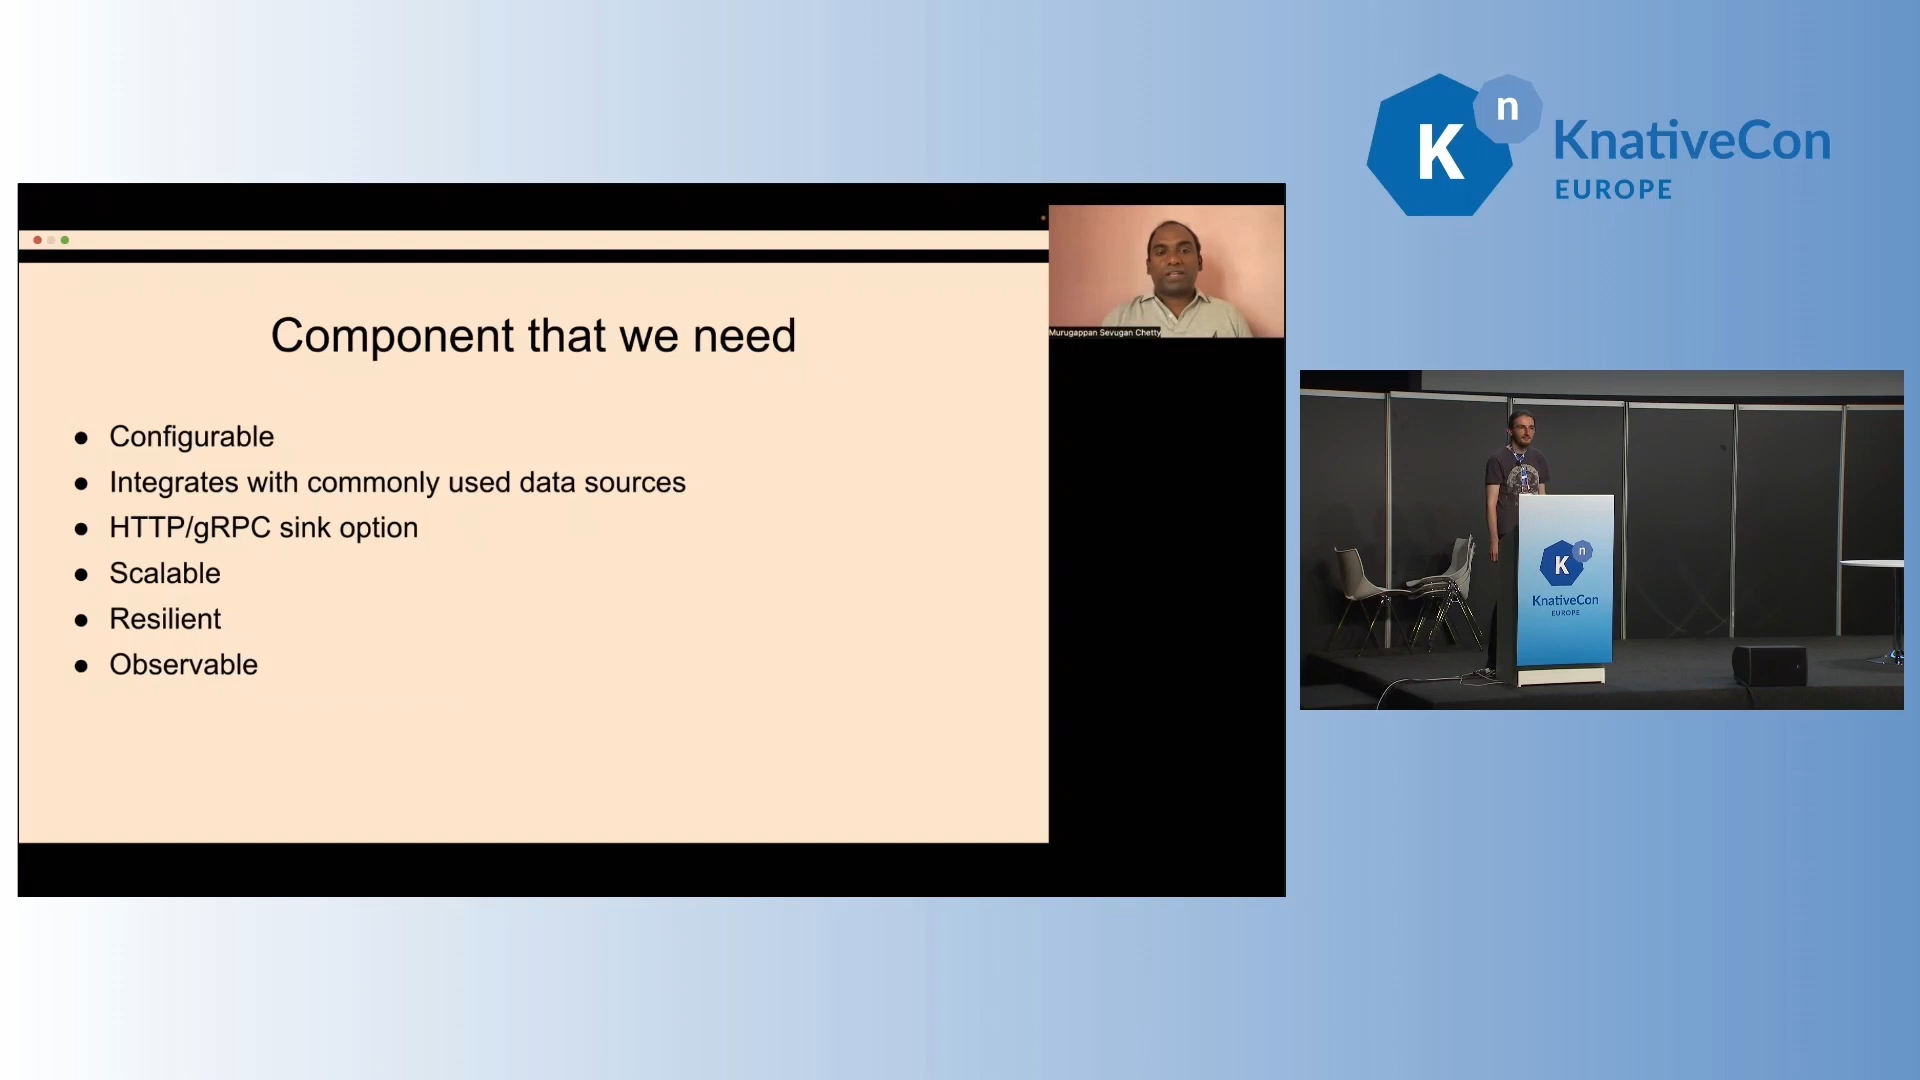 K
n
KnativeCon
EUROPE
Murugappan Sevugan Chetty
Component that we need
● Configurable
● Integrates with commonly used data sources
● HTTP/gRPC sink option
● Scalable
● Resilient
● Observable
K
n
KnativeCon
EUROPE